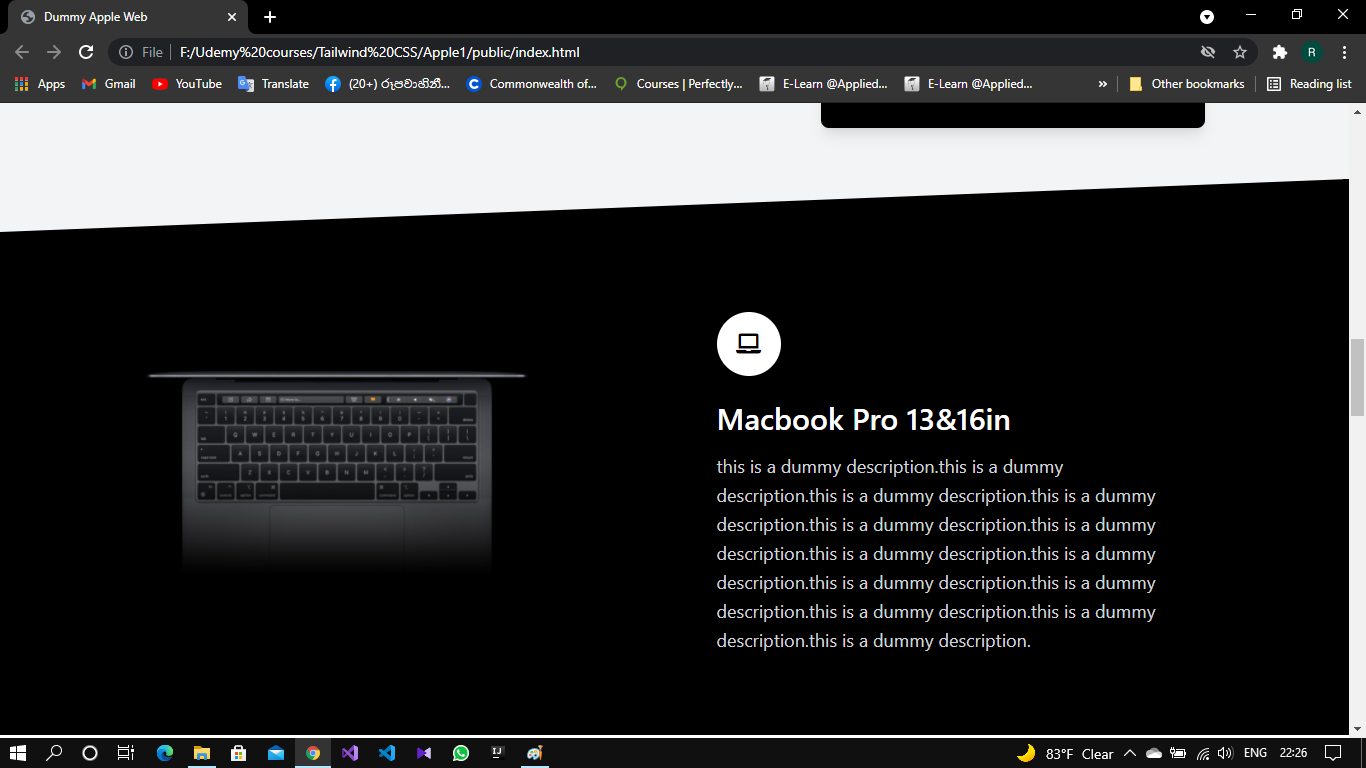 Dummy Apple Web
File
F:/Udemy%20courses/Tailwind%20CSS/Apple1/public/index.html
R
Apps
Gmail
YouTube
Translate
(20+) රූපවාහිනී...
Commonwealth of...
Courses | Perfectly...
E-Learn @Applied...
E-Learn @Applied...
»
Other bookmarks
Reading list
Macbook Pro 13&16in
this is a dummy description.this is a dummy
description.this is a dummy description.this is a dummy
description.this is a dummy description.this is a dummy
description.this is a dummy description.this is a dummy
description.this is a dummy description.this is a dummy
description.this is a dummy description.this is a dummy
description.this is a dummy description.
83°F Clear
ENG
22:26